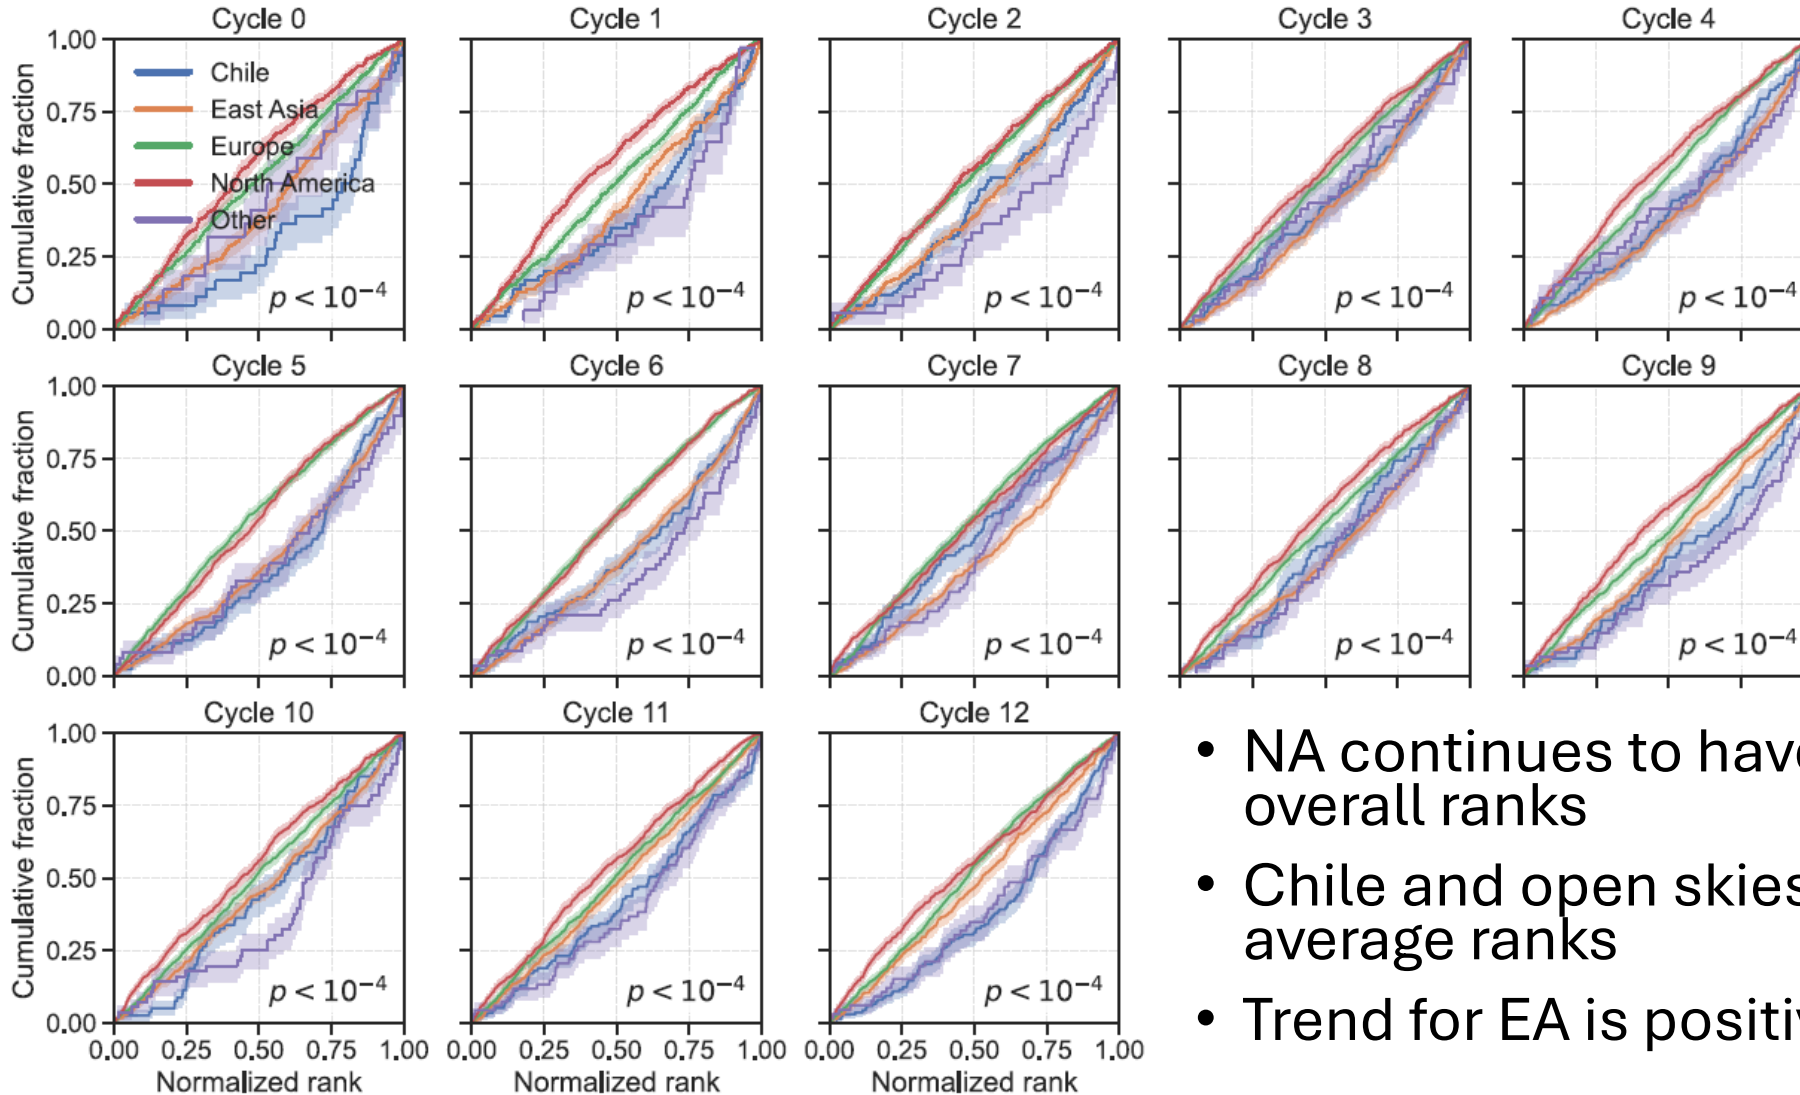 Cycle 0
Cycle 1
Cycle 2
Cycle 3
Cycle 4
1.00
0.75
0.50
0.25
0.00
Cumulative fraction
Chile
East Asia
Europe
North America
Other
p < 10⁻⁴
p < 10⁻⁴
p < 10⁻⁴
p < 10⁻⁴
p < 10⁻⁴
Cycle 5
Cycle 6
Cycle 7
Cycle 8
Cycle 9
1.00
0.75
0.50
0.25
0.00
Cumulative fraction
p < 10⁻⁴
p < 10⁻⁴
p < 10⁻⁴
p < 10⁻⁴
p < 10⁻⁴
Cycle 10
Cycle 11
Cycle 12
1.00
0.75
0.50
0.25
0.00
Cumulative fraction
p < 10⁻⁴
p < 10⁻⁴
p < 10⁻⁴
0.00 0.25 0.50 0.75 1.00
0.00 0.25 0.50 0.75 1.00
0.00 0.25 0.50 0.75 1.00
Normalized rank
Normalized rank
Normalized rank
• NA continues to have
overall ranks
• Chile and open skies
average ranks
• Trend for EA is